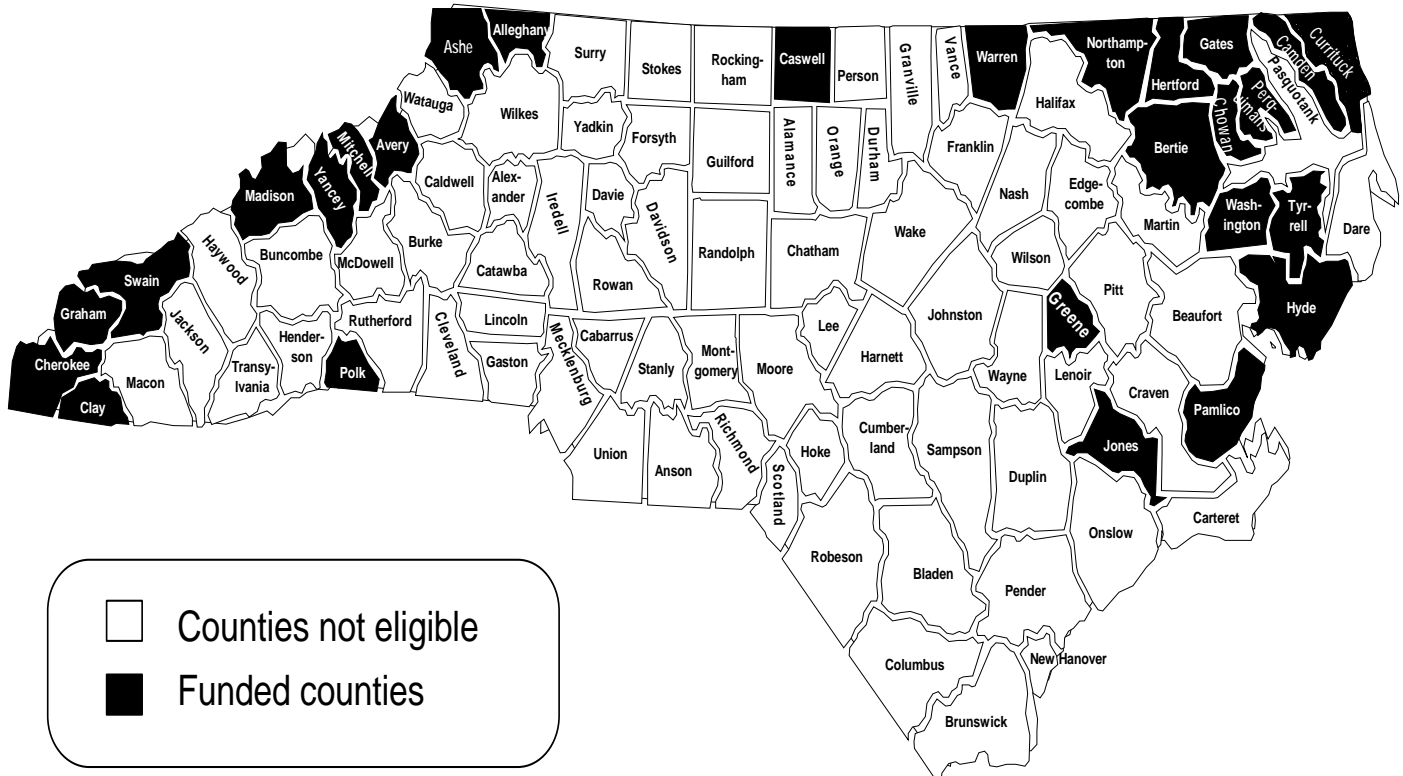 Ashe
Alleghany
Surry
Stokes
Rocking-
ham
Caswell
Person
Granville
Vance
Warren
Northamp-
ton
Hertford
Gates
Camden
Currituck
Pasquotank
Perq-
uimans
Chowan
Watauga
Wilkes
Yadkin
Forsyth
Guilford
Alamance
Orange
Durham
Franklin
Halifax
Bertie
Mitchell
Avery
Yancey
Madison
Caldwell
Alex-
ander
Iredell
Davie
Davidson
Randolph
Chatham
Wake
Nash
Edge-
combe
Martin
Wash-
ington
Tyr-
rell
Dare
Swain
Haywood
Buncombe
McDowell
Burke
Catawba
Rowan
Wilson
Pitt
Beaufort
Hyde
Graham
Cherokee
Clay
Macon
Jackson
Transy-
lvania
Hender-
son
Polk
Rutherford
Cleveland
Lincoln
Gaston
Mecklenburg
Cabarrus
Stanly
Mont-
gomery
Moore
Lee
Harnett
Johnston
Wayne
Greene
Lenoir
Craven
Pamlico
Jones
Union
Anson
Richmond
Scotland
Hoke
Cumber-
land
Sampson
Duplin
Onslow
Carteret
Robeson
Bladen
Pender
Columbus
New Hanover
Brunswick
Counties not eligible
Funded counties